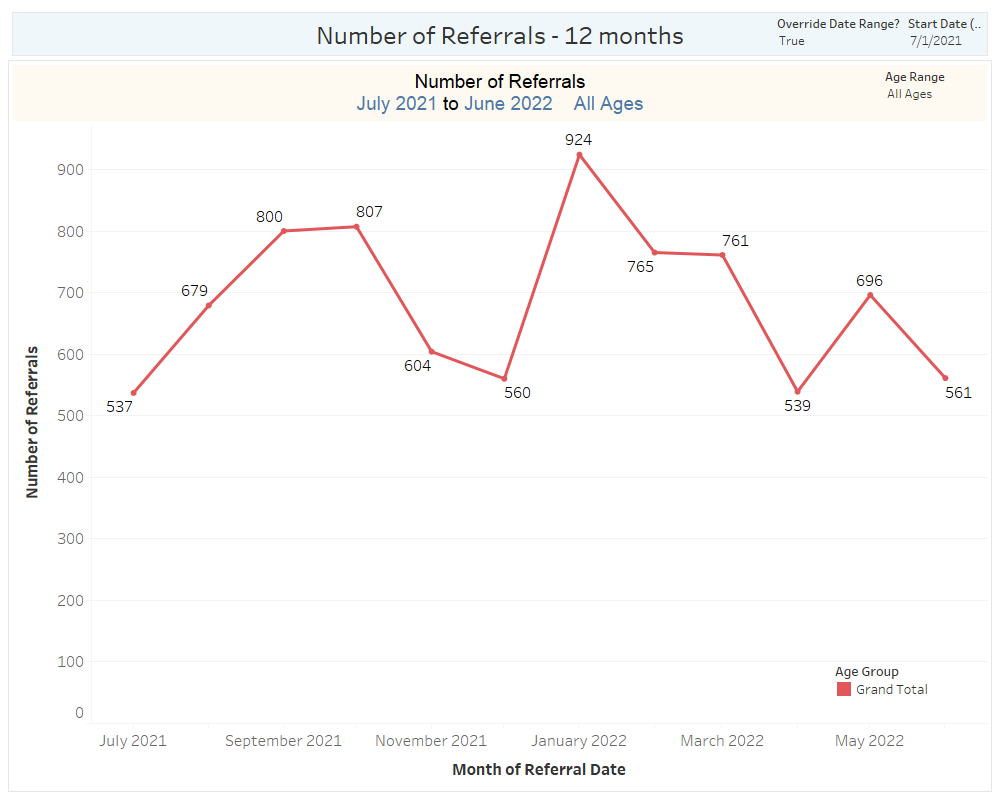 Number of Referrals - 12 months
Override Date Range? Start Date (..
True 7/1/2021
Number of Referrals
July 2021 to June 2022 All Ages
Age Range
All Ages
924
900
807
800
800
761
765
700
696
679
604
600
560
561
537
539
500
400
300
200
100
0
Number of Referrals
Age Group
Grand Total
July 2021 September 2021 November 2021 January 2022 March 2022 May 2022
Month of Referral Date